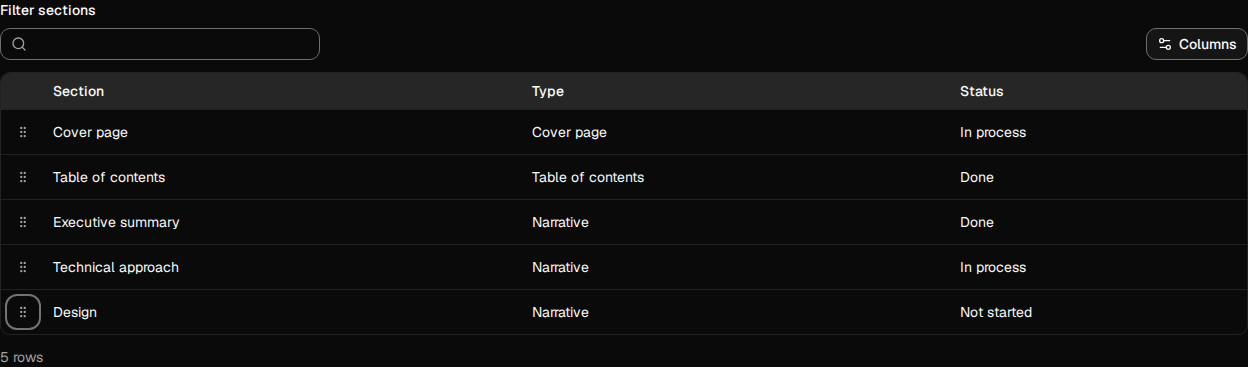 Filter sections
Columns
Section Type Status
Cover page Cover page In process
Table of contents Table of contents Done
Executive summary Narrative Done
Technical approach Narrative In process
Design Narrative Not started
5 rows